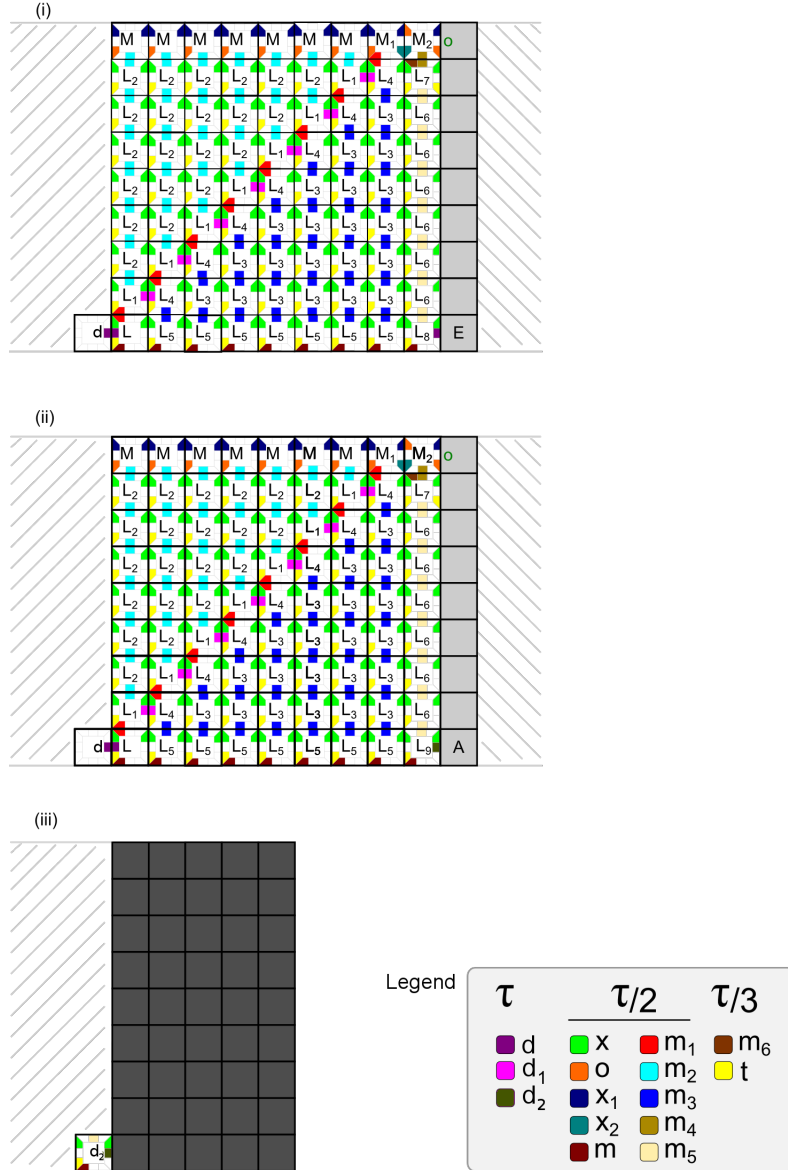 (i)
M M M M M M M M₁ M₂ o
L₂ L₂ L₂ L₂ L₂ L₂ L₁ L₄ L₇
L₂ L₂ L₂ L₂ L₂ L₁ L₄ L₃ L₆
L₂ L₂ L₂ L₂ L₁ L₄ L₃ L₃ L₆
L₂ L₂ L₂ L₁ L₄ L₃ L₃ L₃ L₆
L₂ L₂ L₁ L₄ L₃ L₃ L₃ L₃ L₆
L₂ L₁ L₄ L₃ L₃ L₃ L₃ L₃ L₆
L₁ L₄ L₃ L₃ L₃ L₃ L₃ L₃ L₆
d L L₅ L₅ L₅ L₅ L₅ L₅ L₅ L₈ E
(ii)
M M M M M M M M₁ M₂ o
L₂ L₂ L₂ L₂ L₂ L₂ L₁ L₄ L₇
L₂ L₂ L₂ L₂ L₂ L₁ L₄ L₃ L₆
L₂ L₂ L₂ L₂ L₁ L₄ L₃ L₃ L₆
L₂ L₂ L₂ L₁ L₄ L₃ L₃ L₃ L₆
L₂ L₂ L₁ L₄ L₃ L₃ L₃ L₃ L₆
L₂ L₁ L₄ L₃ L₃ L₃ L₃ L₃ L₆
L₁ L₄ L₃ L₃ L₃ L₃ L₃ L₃ L₆
d L L₅ L₅ L₅ L₅ L₅ L₅ L₅ L₉ A
(iii)
d₂
Legend
τ τ/2 τ/3
d x m₁ m₆
d₁ o m₂ t
d₂ x₁ m₃
x₂ m₄
m m₅